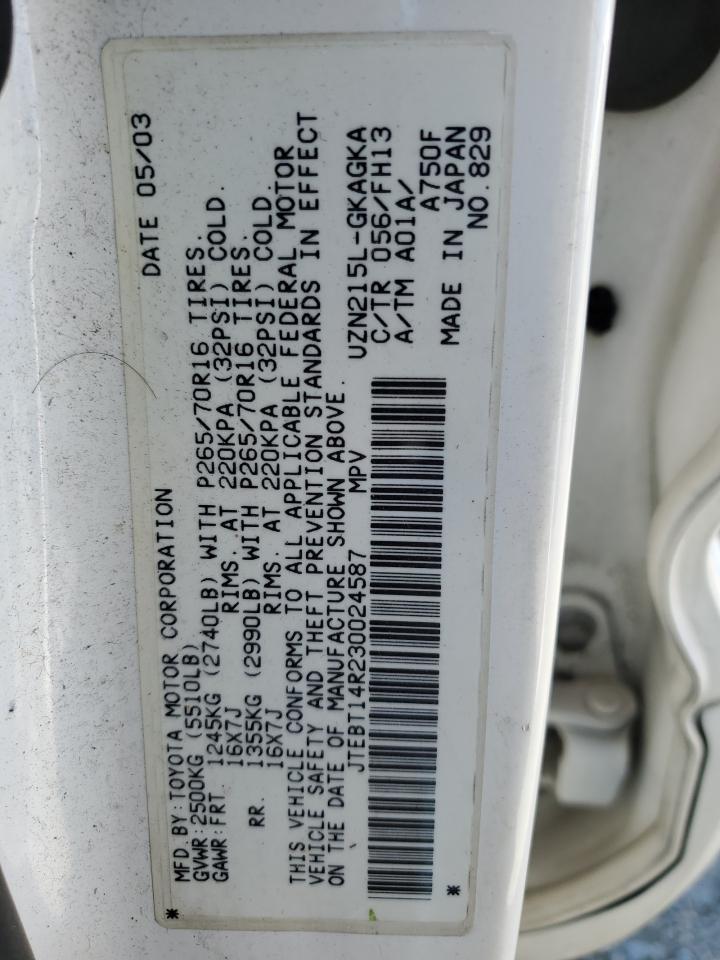 MFD. BY: TOYOTA MOTOR CORPORATION DATE 05/03
GVWR: 2500KG (5510LB)
GAWR: FRT. 1245KG (2740LB) WITH P265/70R16 TIRES.
16X7J RIMS. AT 220KPA (32PSI) COLD.
RR. 1355KG (2990LB) WITH P265/70R16 TIRES.
16X7J RIMS. AT 220KPA (32PSI) COLD.
THIS VEHICLE CONFORMS TO ALL APPLICABLE FEDERAL MOTOR
VEHICLE SAFETY AND THEFT PREVENTION STANDARDS IN EFFECT
ON THE DATE OF MANUFACTURE SHOWN ABOVE.
JTEBT14R230024587 MPV
UZN215L-GKAGKA
C/TR 056/FH13
A/TM A01A/
A750F
MADE IN JAPAN
NO.829